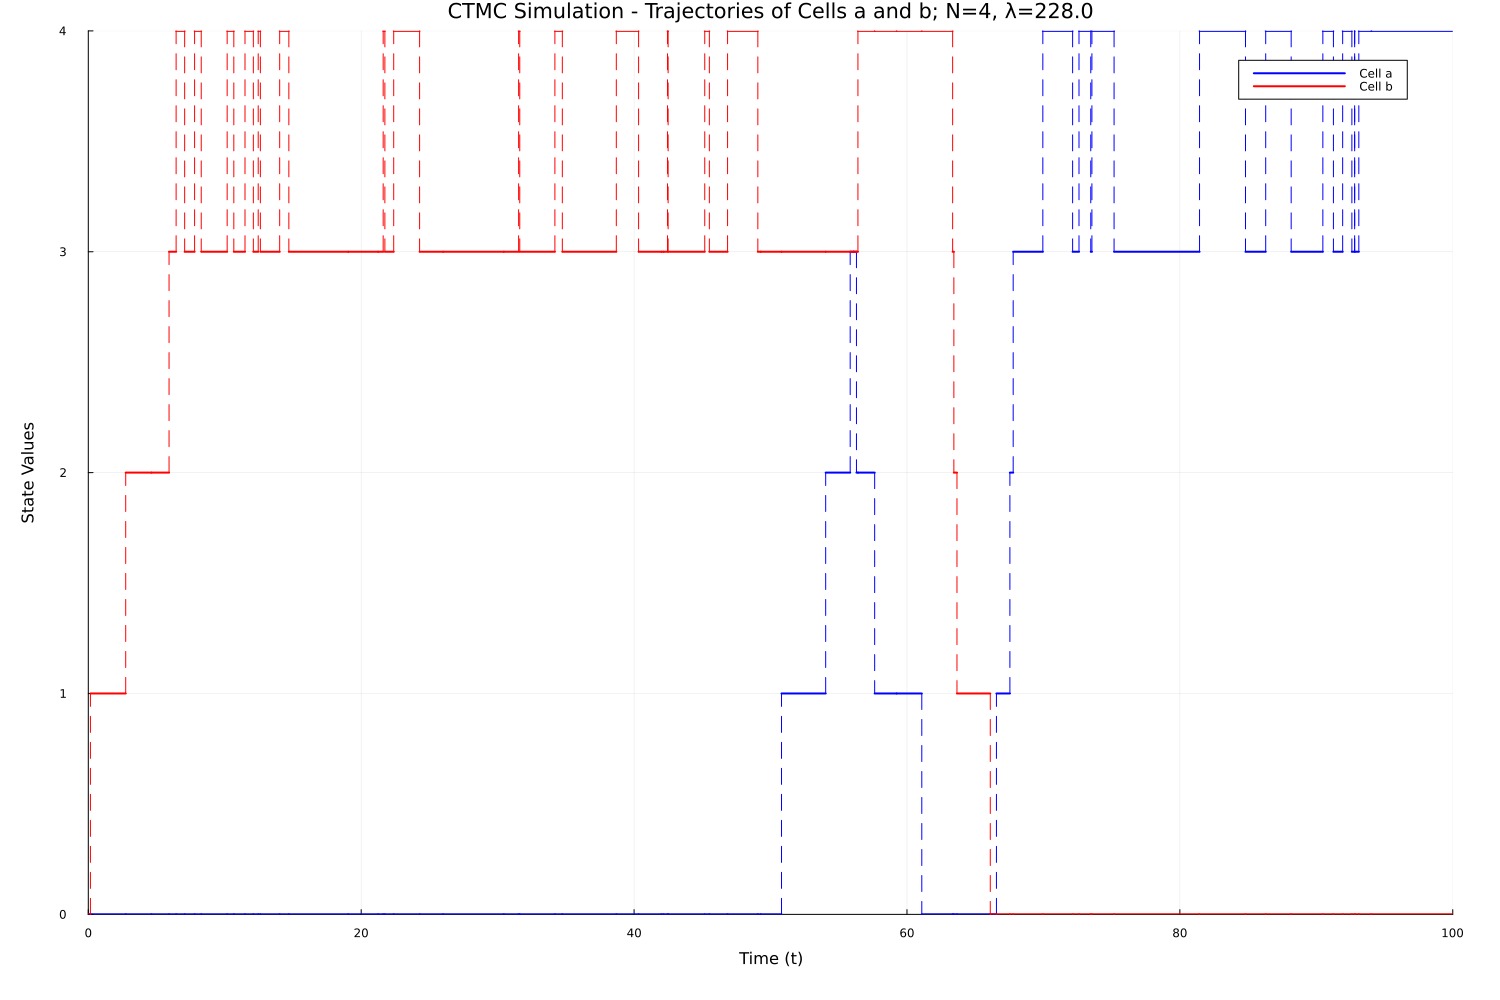 CTMC Simulation - Trajectories of Cells a and b; N=4, λ=228.0
4
Cell a
Cell b
3
2
State Values
1
0
0 20 40 60 80 100
Time (t)